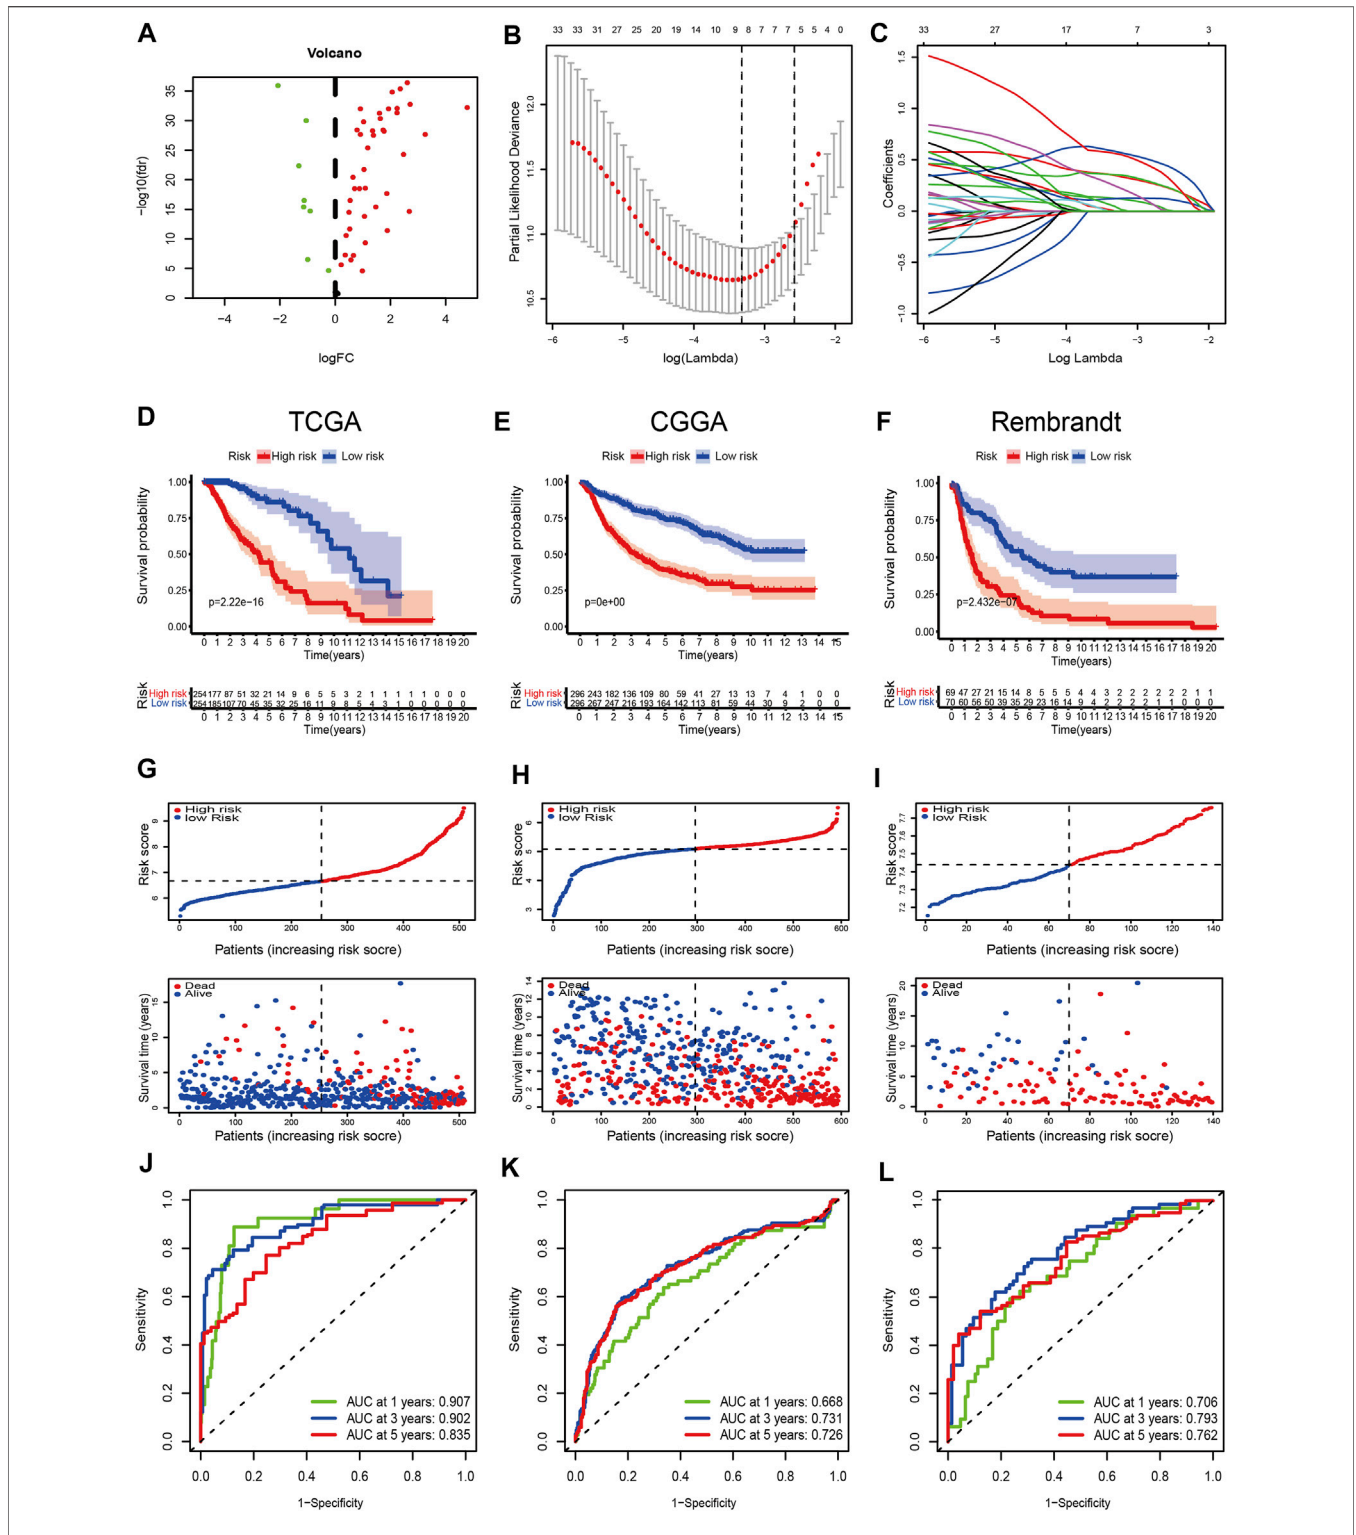 A
Volcano
−log10(fdr)
35
30
25
20
15
10
5
0
−4 −2 0 2 4
logFC
B
33 33 31 27 25 20 19 14 10 9 8 7 7 5 5 4 0
Partial Likelihood Deviance
12.0
11.5
11.0
10.5
−6 −5 −4 −3 −2
log(Lambda)
C
33 27 17 7 3
Coefficients
1.5
1.0
0.5
0.0
−0.5
−1.0
−6 −5 −4 −3 −2
Log Lambda
D
TCGA
Risk High risk Low risk
Survival probability
1.00
0.75
0.50
0.25
0.00
p=2.22e−16
0 1 2 3 4 5 6 7 8 9 10 11 12 13 14 15 16 17 18 19 20
Time(years)
Risk
High risk 254 177 87 51 32 21 14 9 6 5 5 3 2 1 1 1 1 1 0 0 0
Low risk 254 185 107 70 45 35 32 25 16 11 9 8 5 4 3 1 0 0 0 0 0
0 1 2 3 4 5 6 7 8 9 10 11 12 13 14 15 16 17 18 19 20
Time(years)
E
CGGA
Risk High risk Low risk
Survival probability
1.00
0.75
0.50
0.25
0.00
p=0e+00
0 1 2 3 4 5 6 7 8 9 10 11 12 13 14 15
Time(years)
Risk
High risk 296 243 182 136 109 80 59 41 27 13 13 7 4 1 0 0
Low risk 296 267 247 216 193 164 142 113 81 59 44 30 9 2 0 0
0 1 2 3 4 5 6 7 8 9 10 11 12 13 14 15
Time(years)
F
Rembrandt
Risk High risk Low risk
Survival probability
1.00
0.75
0.50
0.25
0.00
p=2.432e−07
0 1 2 3 4 5 6 7 8 9 10 11 12 13 14 15 16 17 18 19 20
Time(years)
Risk
High risk 69 47 27 21 15 14 8 5 5 5 4 4 3 2 2 2 2 2 2 1 1
Low risk 70 60 56 50 39 35 29 23 16 14 9 4 2 2 2 2 1 1 0 0 0
0 1 2 3 4 5 6 7 8 9 10 11 12 13 14 15 16 17 18 19 20
Time(years)
G
High risk
low Risk
Risk score
9
8
7
6
0 100 200 300 400 500
Patients (increasing risk socre)
Dead
Alive
Survival time (years)
15
10
5
0
0 100 200 300 400 500
Patients (increasing risk socre)
H
High risk
low Risk
Risk score
6
5
4
3
0 100 200 300 400 500 600
Patients (increasing risk socre)
Dead
Alive
Survival time (years)
14
12
10
8
6
4
2
0
0 100 200 300 400 500 600
Patients (increasing risk socre)
I
High risk
low Risk
Risk score
7.7
7.6
7.5
7.4
7.3
7.2
0 20 40 60 80 100 120 140
Patients (increasing risk socre)
Dead
Alive
Survival time (years)
20
15
10
5
0
0 20 40 60 80 100 120 140
Patients (increasing risk socre)
J
Sensitivity
1.0
0.8
0.6
0.4
0.2
0.0
AUC at 1 years: 0.907
AUC at 3 years: 0.902
AUC at 5 years: 0.835
0.0 0.2 0.4 0.6 0.8 1.0
1−Specificity
K
Sensitivity
1.0
0.8
0.6
0.4
0.2
0.0
AUC at 1 years: 0.668
AUC at 3 years: 0.731
AUC at 5 years: 0.726
0.0 0.2 0.4 0.6 0.8 1.0
1−Specificity
L
Sensitivity
1.0
0.8
0.6
0.4
0.2
0.0
AUC at 1 years: 0.706
AUC at 3 years: 0.793
AUC at 5 years: 0.762
0.0 0.2 0.4 0.6 0.8 1.0
1−Specificity